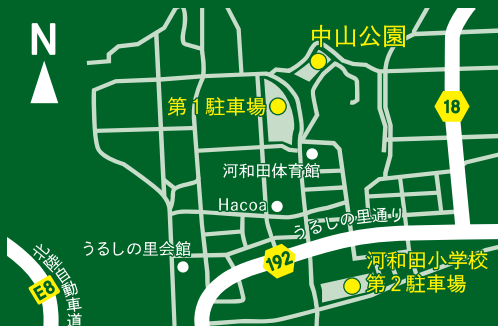 N
中山公園
第1駐車場
18
河和田体育館
Hacoa
うるしの里通り
うるしの里会館
192
河和田小学校
第2駐車場
北陸自動車道
E8